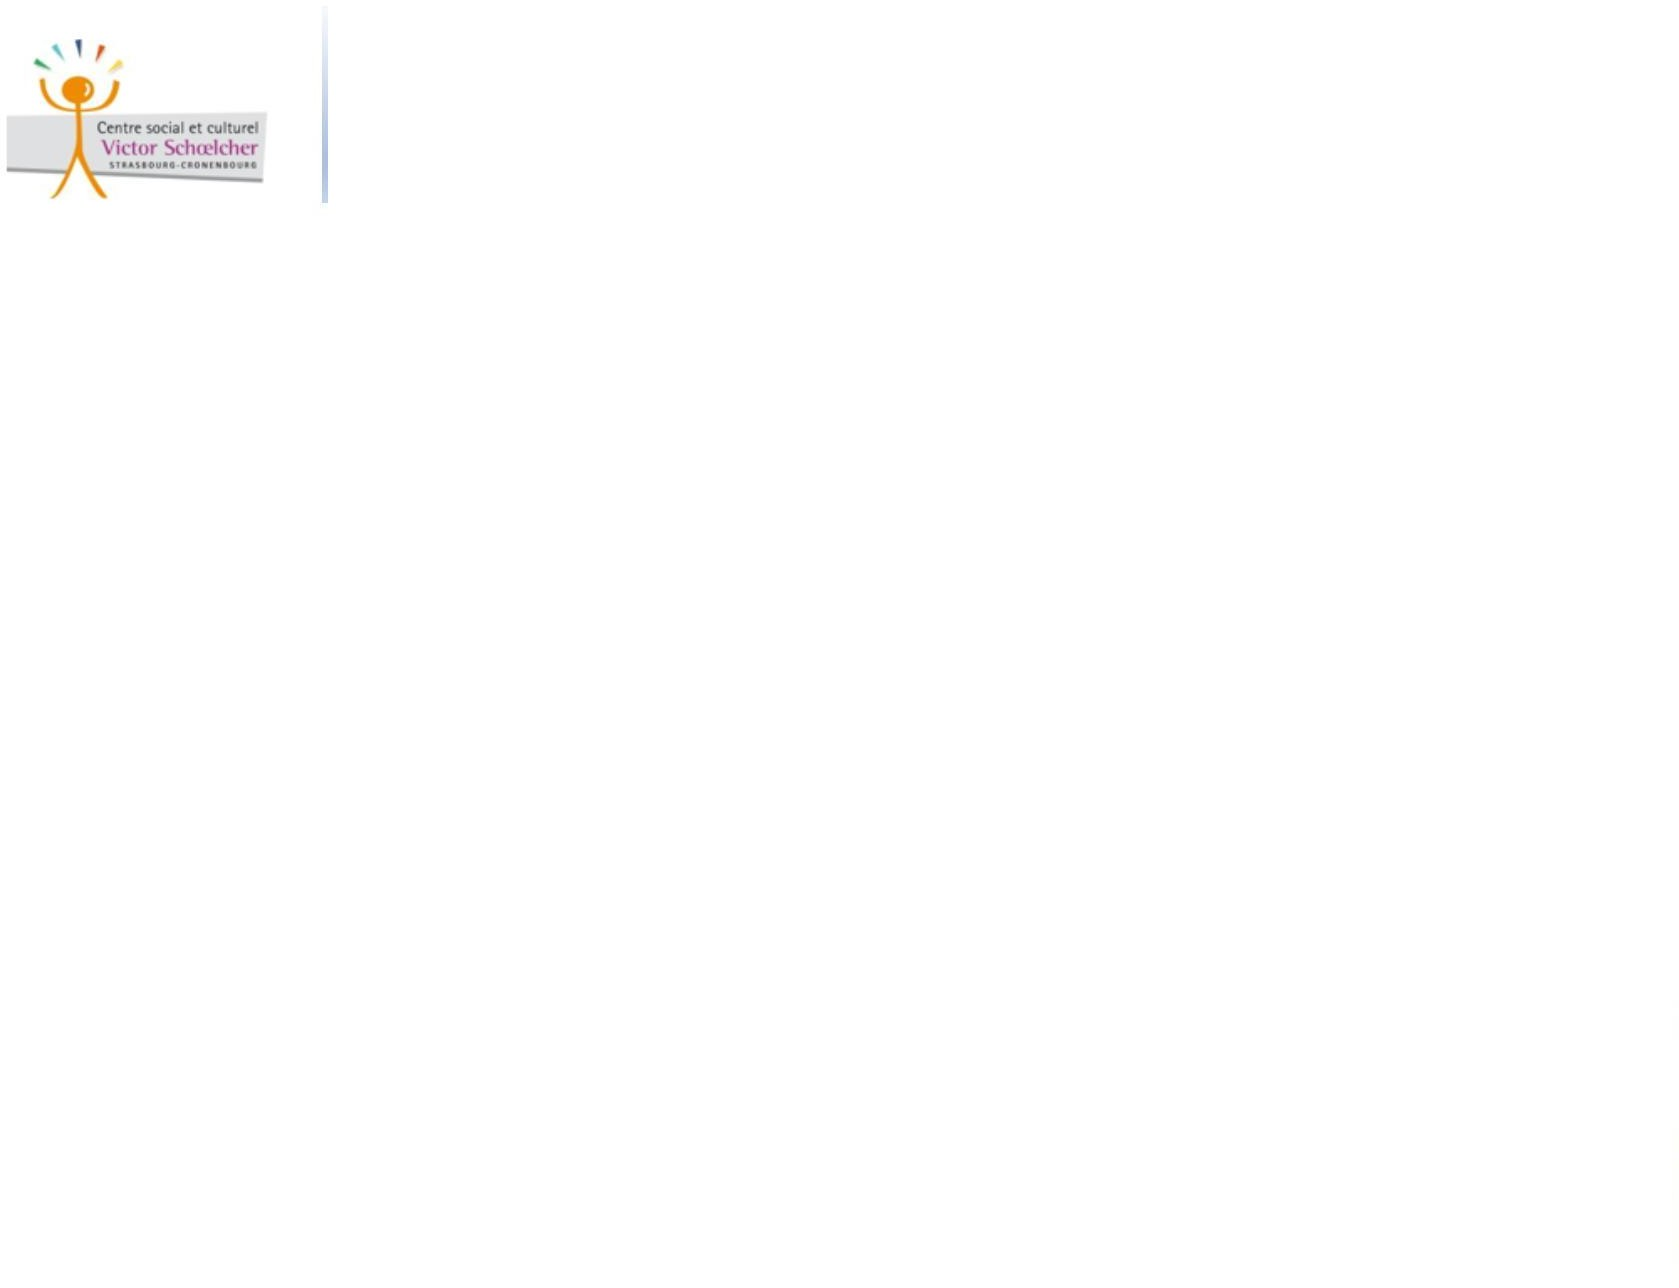 Centre social et culturel
Victor Schœlcher
STRASBOURG-CRONENBOURG